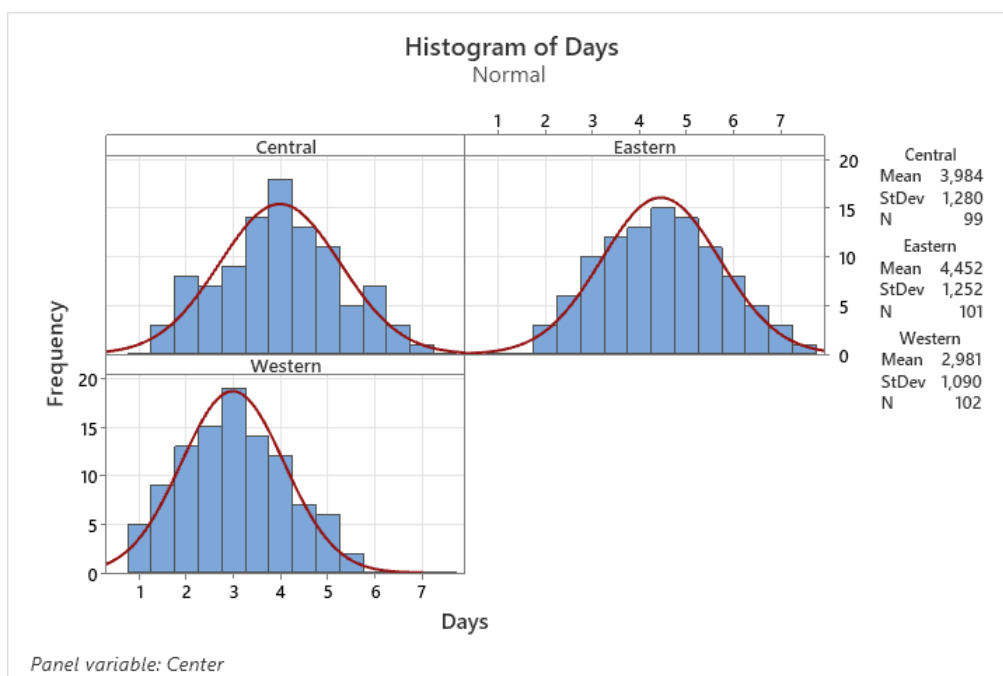 Histogram of Days
Normal
1 2 3 4 5 6 7
Central
Eastern
20
15
10
5
0
Central
Mean 3,984
StDev 1,280
N 99
Eastern
Mean 4,452
StDev 1,252
N 101
Western
Mean 2,981
StDev 1,090
N 102
Frequency
Western
20
15
10
5
0
1 2 3 4 5 6 7
Days
Panel variable: Center